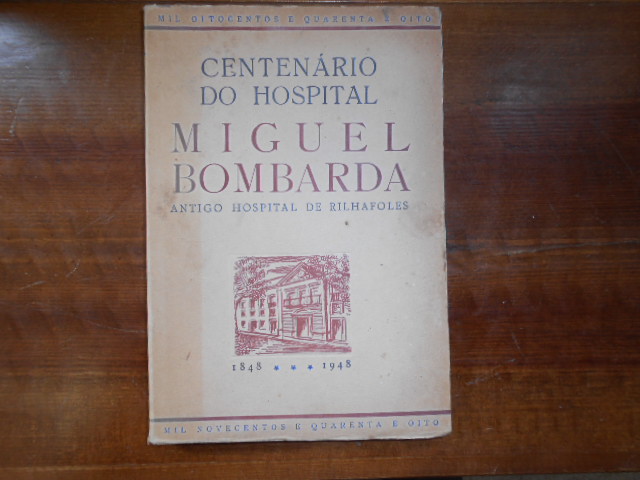 MIL OITOCENTOS E QUARENTA E OITO
CENTENÁRIO
DO HOSPITAL
MIGUEL
BOMBARDA
ANTIGO HOSPITAL DE RILHAFOLES
1848 * * * 1948
MIL NOVECENTOS E QUARENTA E OITO